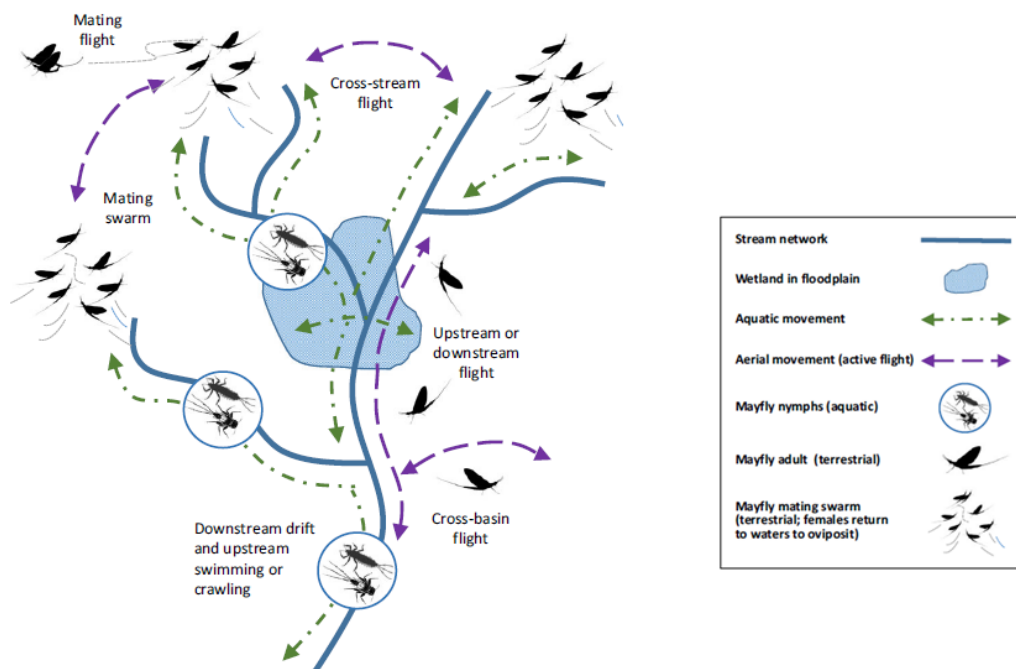 Mating
flight
Cross-stream
flight
Mating
swarm
Upstream or
downstream
flight
Cross-basin
flight
Downstream drift
and upstream
swimming or
crawling
Stream network
Wetland in floodplain
Aquatic movement
Aerial movement (active flight)
Mayfly nymphs (aquatic)
Mayfly adult (terrestrial)
Mayfly mating swarm
(terrestrial; females return
to waters to oviposit)